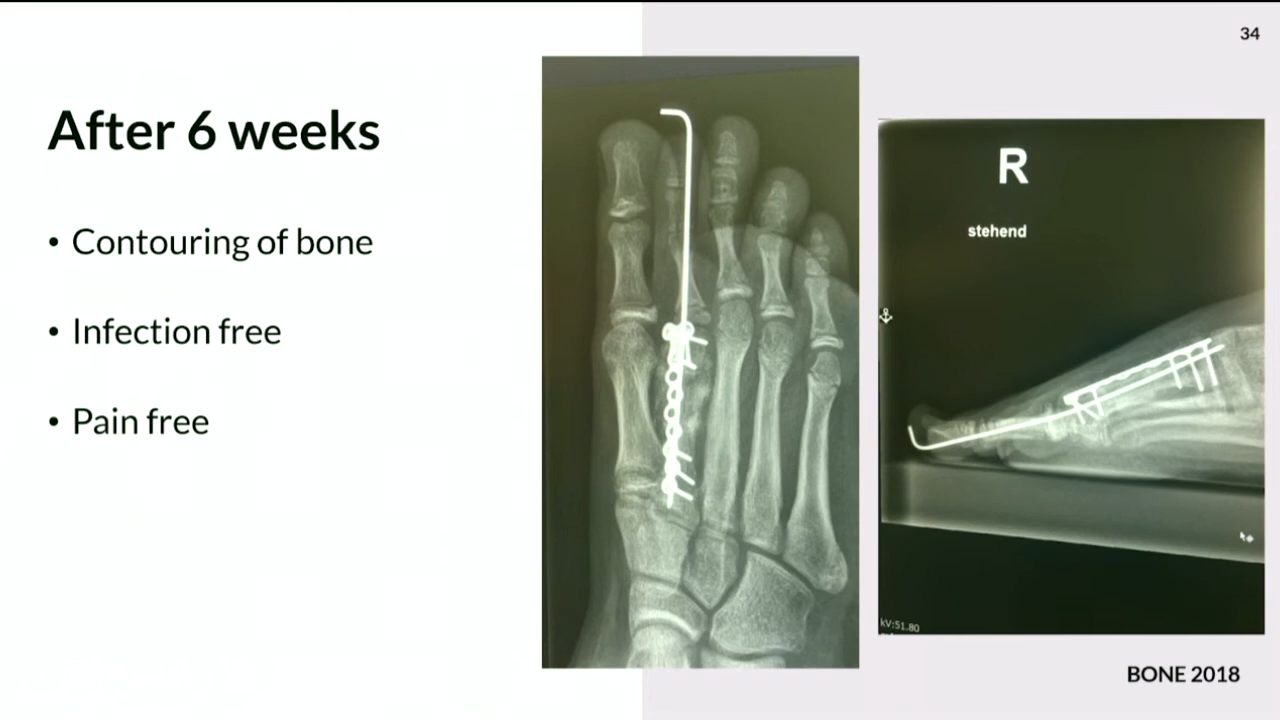 34
After 6 weeks
• Contouring of bone
• Infection free
• Pain free
R
stehend
kV:51.80
BONE 2018